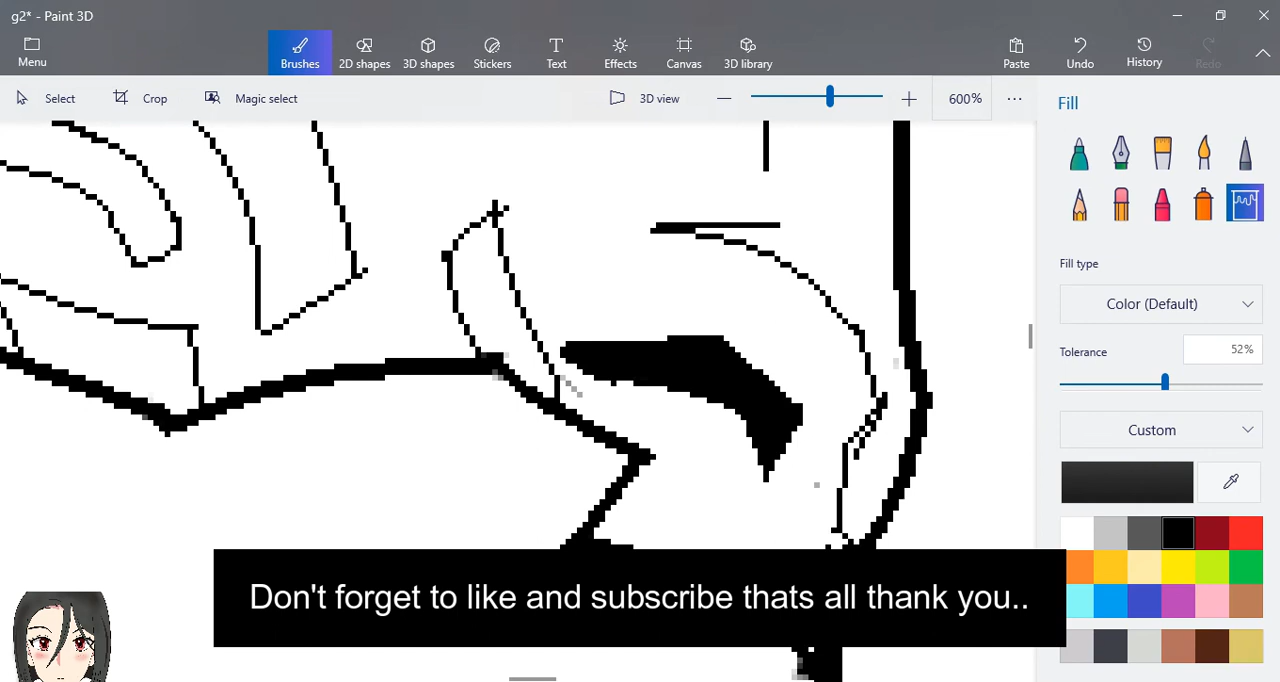 g2* - Paint 3D
Menu
Brushes 2D shapes 3D shapes Stickers Text Effects Canvas 3D library Paste Undo History Redo
Select Crop Magic select 3D view 600%
Fill
Fill type
Color (Default)
Tolerance 52%
Custom
Don't forget to like and subscribe thats all thank you..